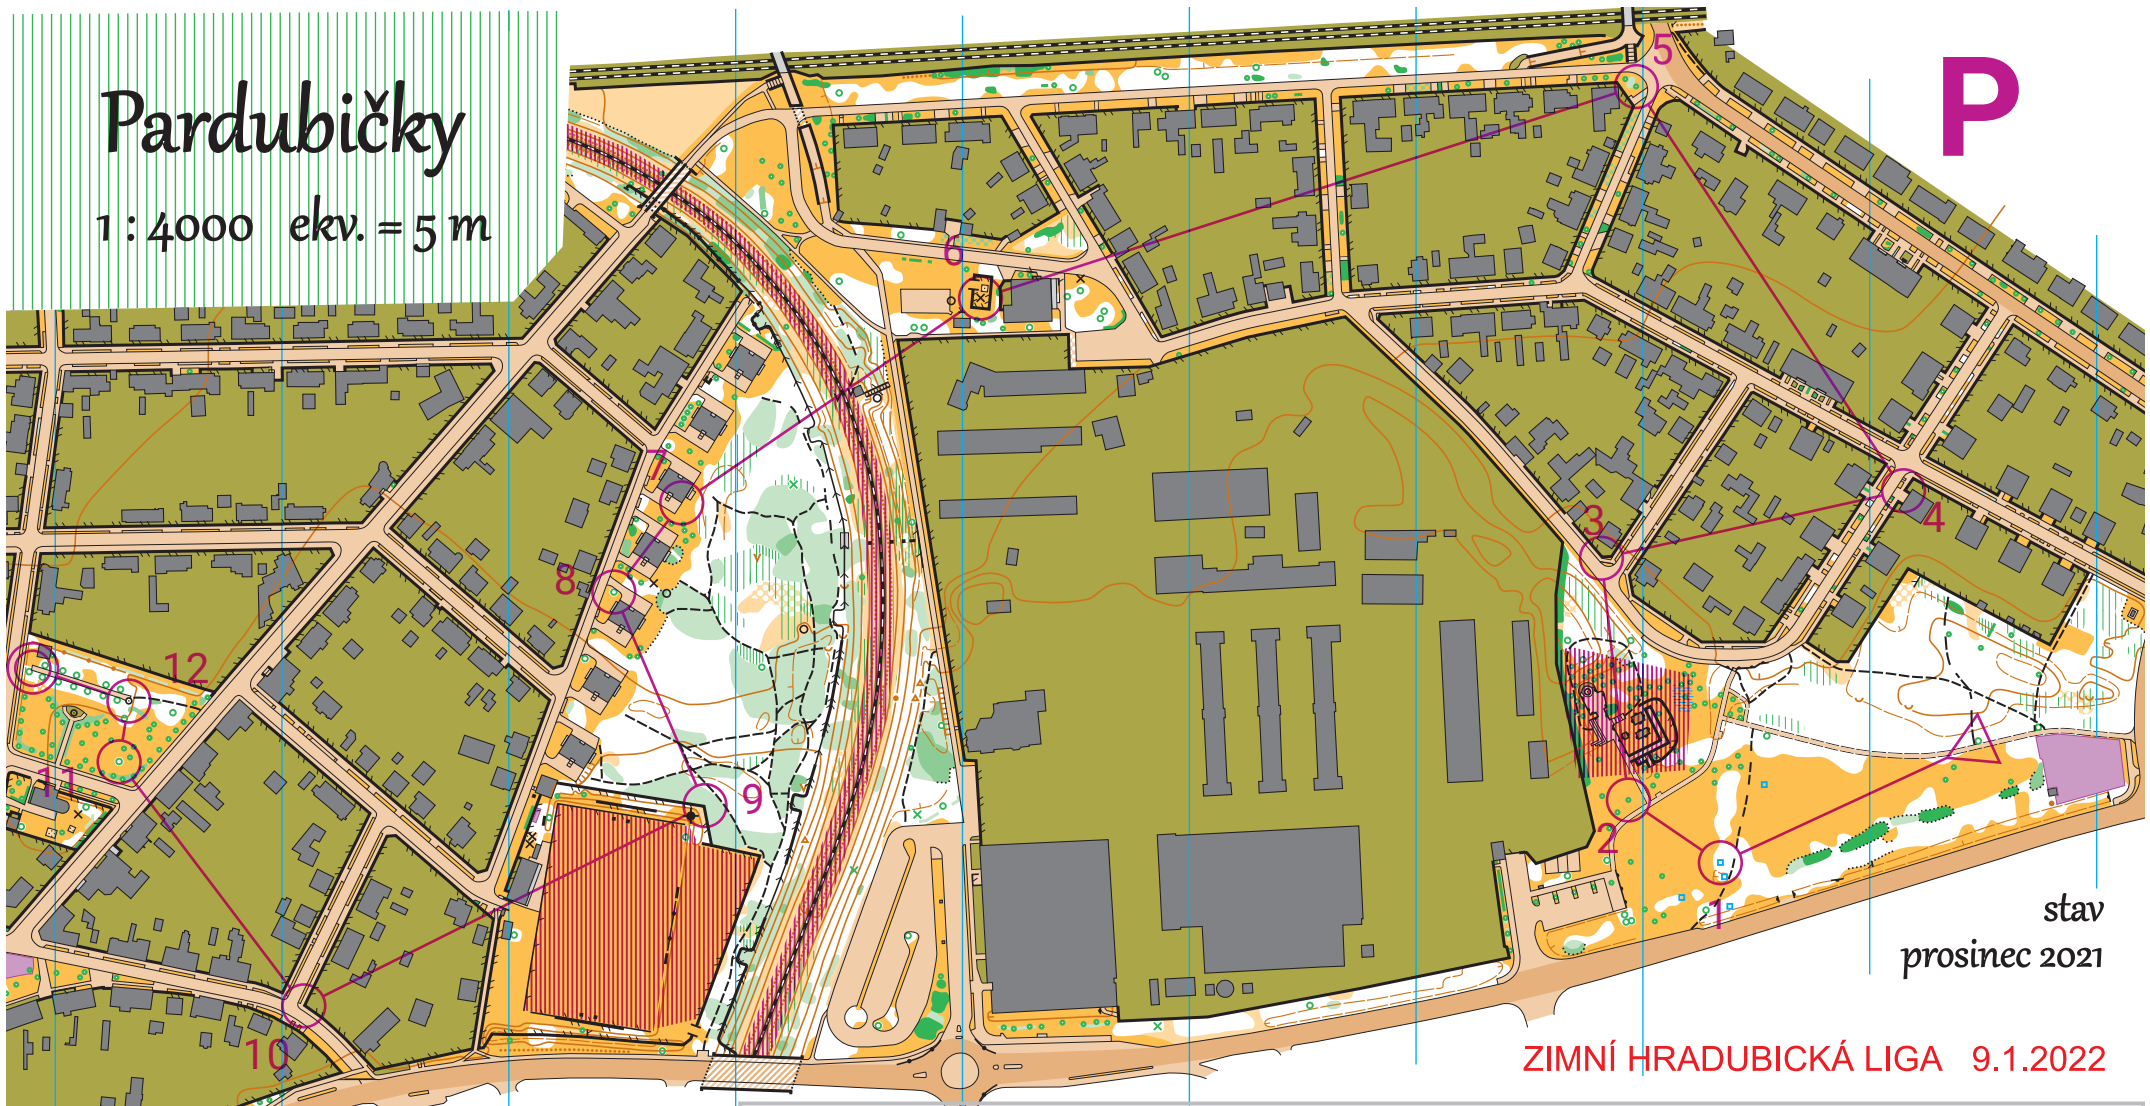 Pardubičky
1 : 4000 ekv. = 5 m
P
5
6
7
3
4
8
12
11
9
2
1
10
stav
prosinec 2021
ZIMNÍ HRADUBICKÁ LIGA 9.1.2022